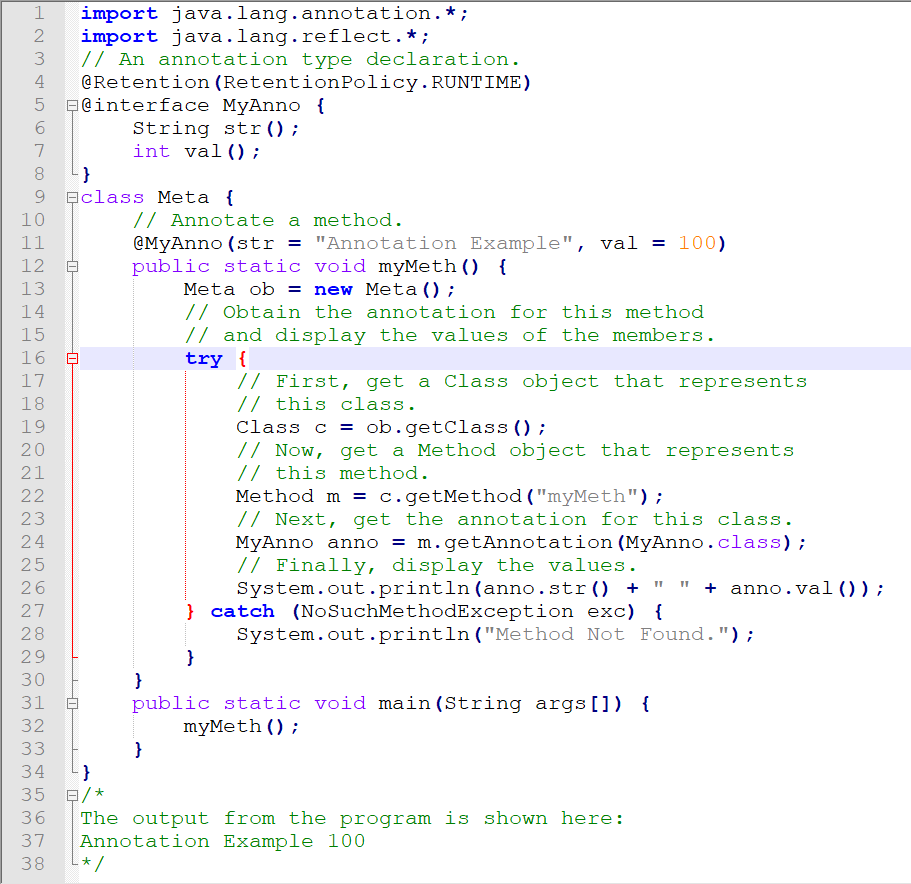 1 import java.lang.annotation.*;
2 import java.lang.reflect.*;
3 // An annotation type declaration.
4 @Retention(RetentionPolicy.RUNTIME)
5 @interface MyAnno {
6     String str();
7     int val();
8 }
9 class Meta {
10     // Annotate a method.
11     @MyAnno(str = "Annotation Example", val = 100)
12     public static void myMeth() {
13         Meta ob = new Meta();
14         // Obtain the annotation for this method
15         // and display the values of the members.
16         try {
17             // First, get a Class object that represents
18             // this class.
19             Class c = ob.getClass();
20             // Now, get a Method object that represents
21             // this method.
22             Method m = c.getMethod("myMeth");
23             // Next, get the annotation for this class.
24             MyAnno anno = m.getAnnotation(MyAnno.class);
25             // Finally, display the values.
26             System.out.println(anno.str() + " " + anno.val());
27         } catch (NoSuchMethodException exc) {
28             System.out.println("Method Not Found.");
29         }
30     }
31     public static void main(String args[]) {
32         myMeth();
33     }
34 }
35 /*
36 The output from the program is shown here:
37 Annotation Example 100
38 */